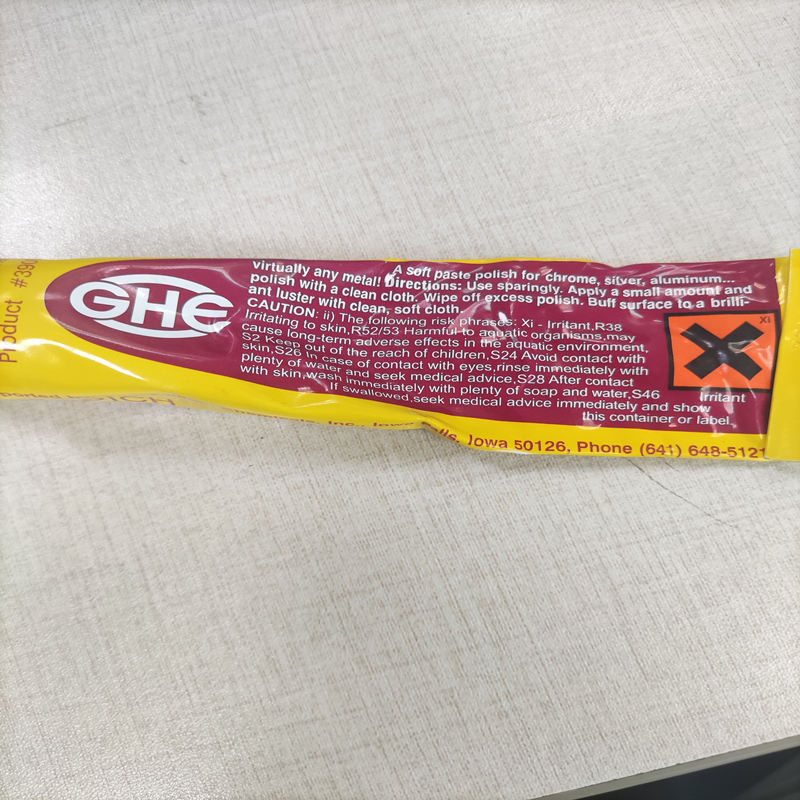 Product #390
GHE
A soft paste polish for chrome, silver, aluminum...
virtually any metal! Directions: Use sparingly. Apply a small amount and
polish with a clean cloth. Wipe off excess polish. Buff surface to a brilli-
ant luster with clean, soft cloth.
CAUTION: ii) The following risk phrases: Xi - Irritant,R38
Irritating to skin,R52/53 Harmful to aquatic organisms,may
cause long-term adverse effects in the aquatic environment,
S2 Keep out of the reach of children,S24 Avoid contact with
skin,S26 in case of contact with eyes,rinse immediately with
plenty of water and seek medical advice,S28 After contact
with skin,wash immediately with plenty of soap and water,S46
If swallowed,seek medical advice immediately and show
this container or label.
Xi
Irritant
Inc., Iowa Falls, Iowa 50126, Phone (641) 648-5121